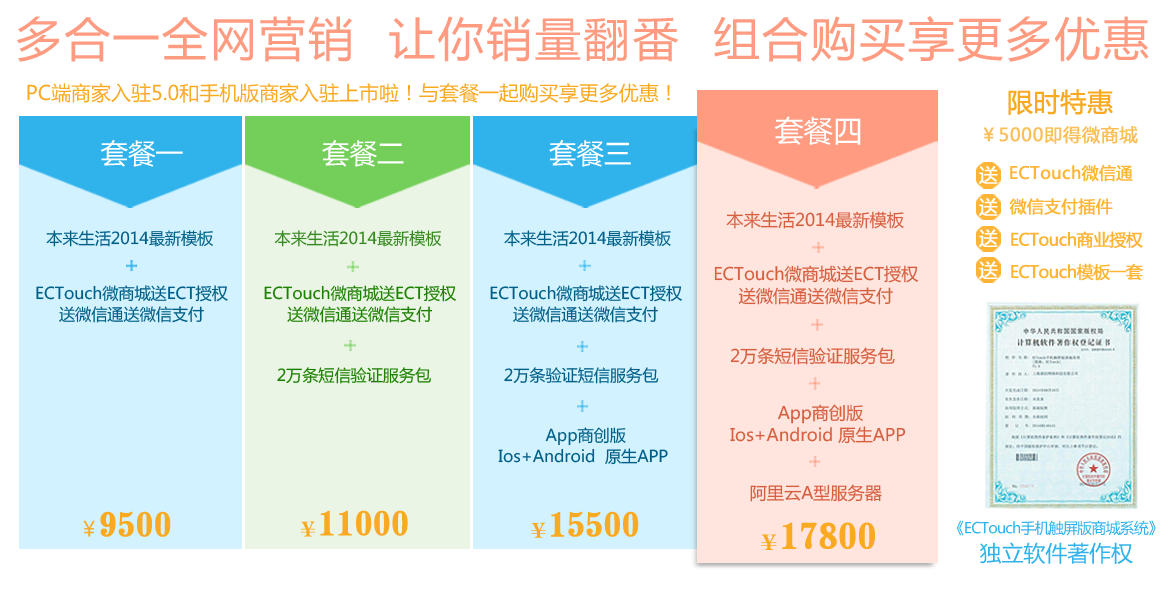 多合一全网营销 让你销量翻番 组合购买享更多优惠
PC端商家入驻5.0和手机版商家入驻上市啦！与套餐一起购买享更多优惠！
套餐一
本来生活2014最新模板
+
ECTouch微商城送ECT授权
送微信通送微信支付
￥9500
套餐二
本来生活2014最新模板
+
ECTouch微商城送ECT授权
送微信通送微信支付
+
2万条短信验证服务包
￥11000
套餐三
本来生活2014最新模板
+
ECTouch微商城送ECT授权
送微信通送微信支付
+
2万条验证短信服务包
+
App商创版
Ios+Android 原生APP
￥15500
套餐四
本来生活2014最新模板
+
ECTouch微商城送ECT授权
送微信通送微信支付
+
2万条短信验证服务包
+
App商创版
Ios+Android 原生APP
+
阿里云A型服务器
￥17800
限时特惠
￥5000即得微商城
送 ECTouch微信通
送 微信支付插件
送 ECTouch商业授权
送 ECTouch模板一套
中华人民共和国国家版权局
计算机软件著作权登记证书
《ECTouch手机触屏版商城系统》
独立软件著作权